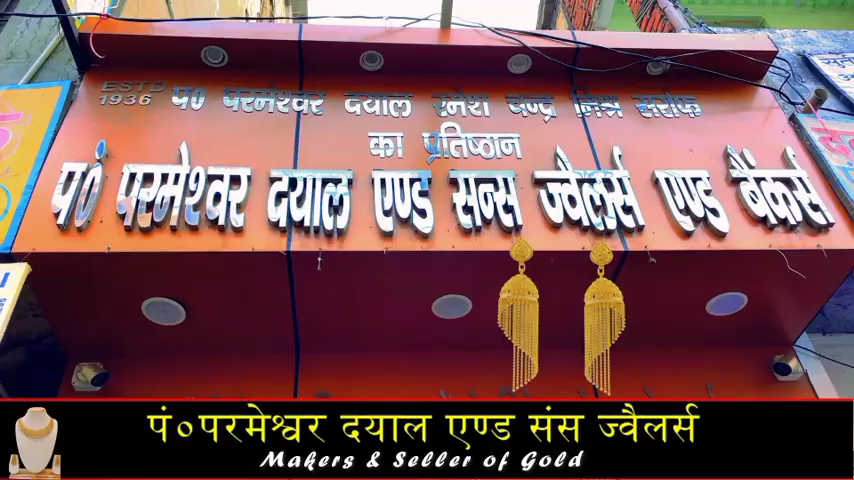 ESTD 1936
प० परमेश्वर दयाल रमेश चन्द्र मिश्र सर्राफ
का प्रतिष्ठान
पं० परमेश्वर दयाल एण्ड सन्स ज्वैलर्स एण्ड बैंकर्स
पं०परमेश्वर दयाल एण्ड संस ज्वैलर्स
Makers & Seller of Gold